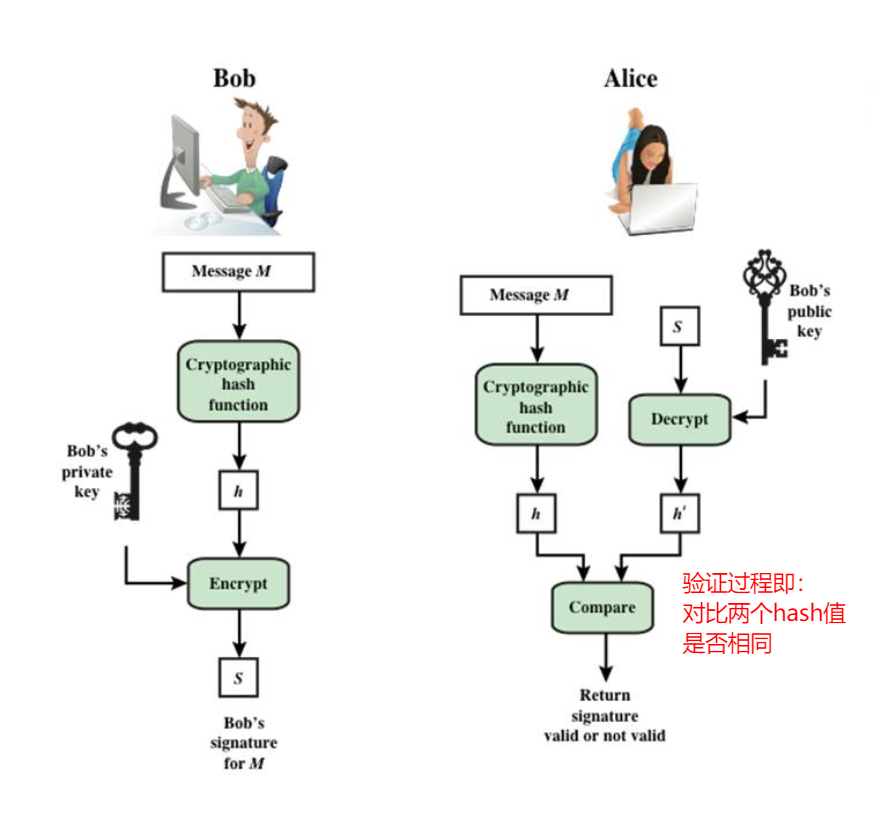 Bob
Message M
Cryptographic
hash
function
Bob's
private
key
h
Encrypt
S
Bob's
signature
for M
Alice
Message M
Cryptographic
hash
function
h
S
Bob's
public
key
Decrypt
h'
Compare
验证过程即：
对比两个hash值
是否相同
Return
signature
valid or not valid